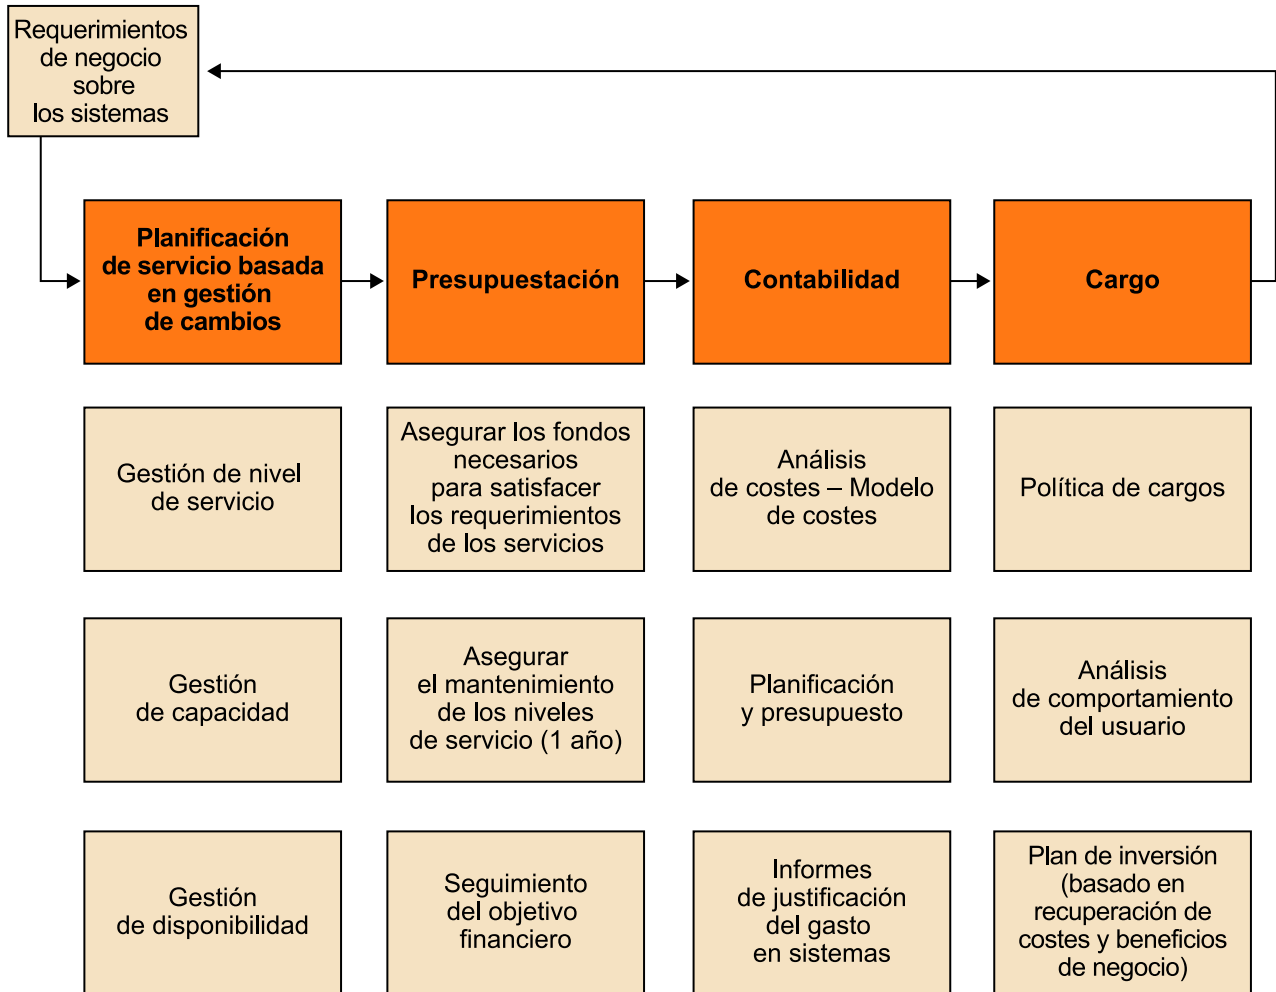 Requerimientos
de negocio
sobre
los sistemas
Planificación
de servicio basada
en gestión
de cambios
Presupuestación
Contabilidad
Cargo
Gestión de nivel
de servicio
Asegurar los fondos
necesarios
para satisfacer
los requerimientos
de los servicios
Análisis
de costes – Modelo
de costes
Política de cargos
Gestión
de capacidad
Asegurar
el mantenimiento
de los niveles
de servicio (1 año)
Planificación
y presupuesto
Análisis
de comportamiento
del usuario
Gestión
de disponibilidad
Seguimiento
del objetivo
financiero
Informes
de justificación
del gasto
en sistemas
Plan de inversión
(basado en
recuperación de
costes y beneficios
de negocio)